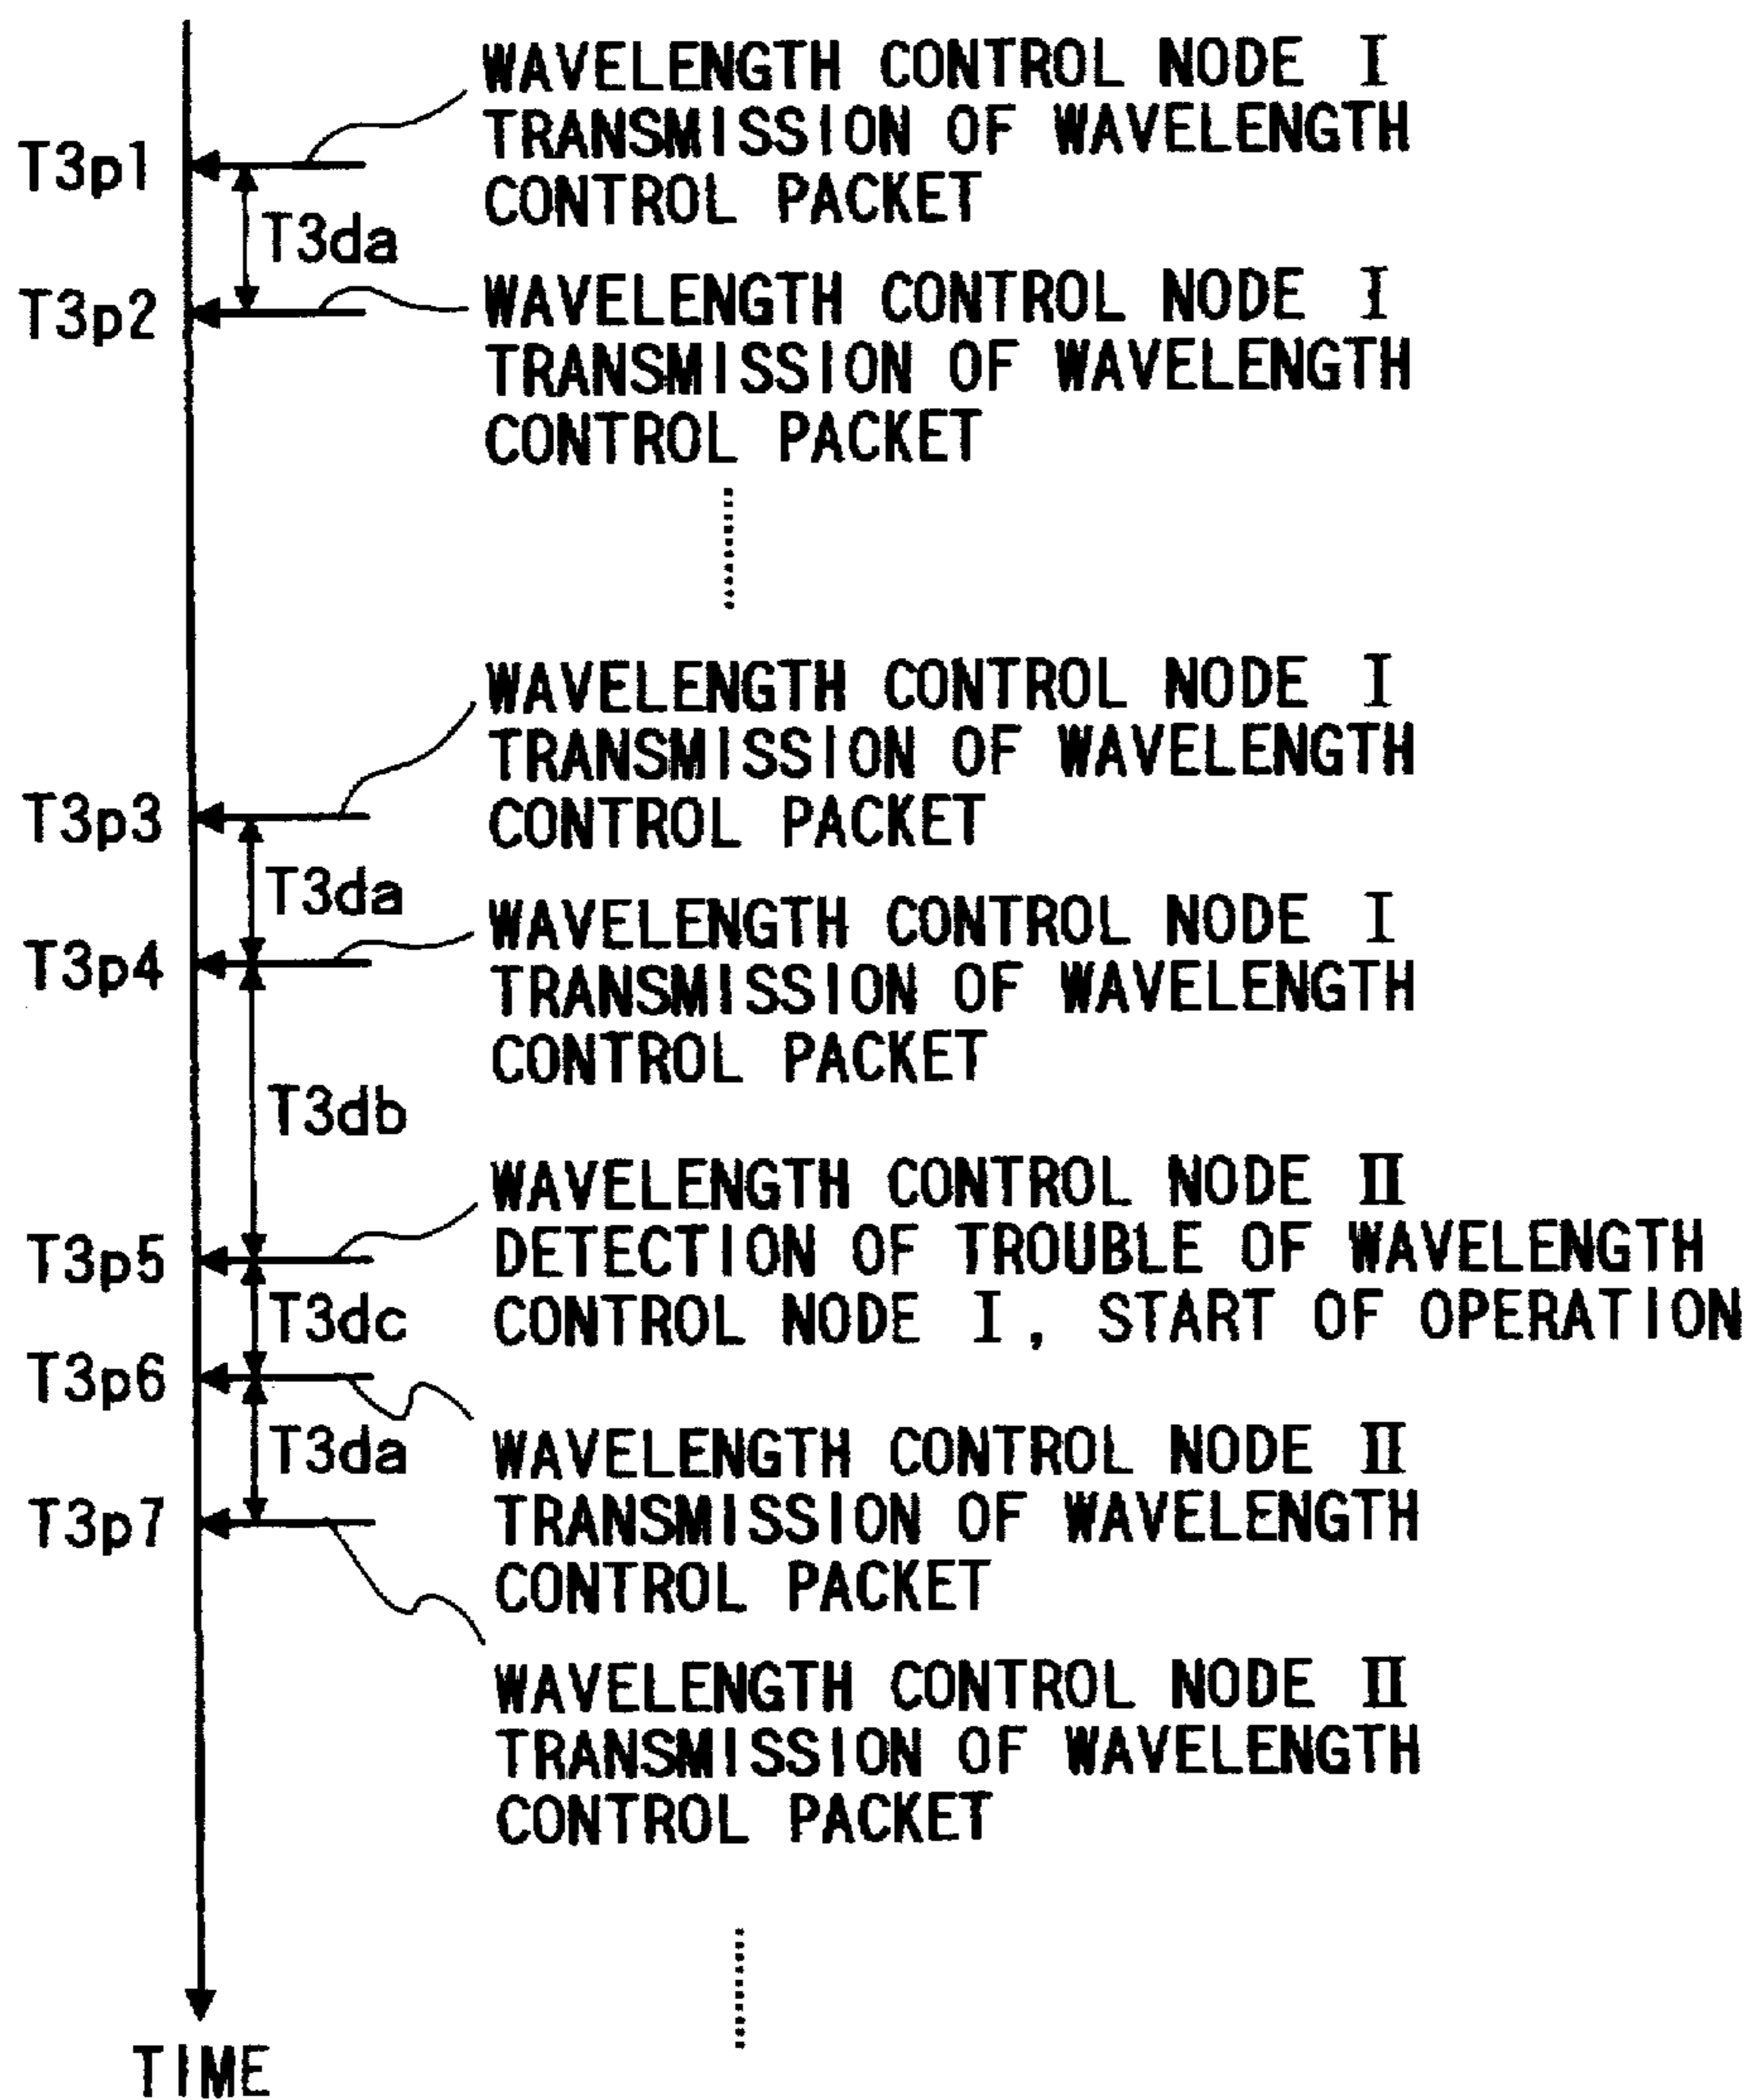 WAVELENGTH CONTROL NODE I
TRANSMISSION OF WAVELENGTH
CONTROL PACKET
T3p1
T3da
T3p2
WAVELENGTH CONTROL NODE I
TRANSMISSION OF WAVELENGTH
CONTROL PACKET
WAVELENGTH CONTROL NODE I
TRANSMISSION OF WAVELENGTH
CONTROL PACKET
T3p3
T3da
T3p4
WAVELENGTH CONTROL NODE I
TRANSMISSION OF WAVELENGTH
CONTROL PACKET
T3db
WAVELENGTH CONTROL NODE II
DETECTION OF TROUBLE OF WAVELENGTH
CONTROL NODE I, START OF OPERATION
T3p5
T3dc
T3p6
T3da
WAVELENGTH CONTROL NODE II
TRANSMISSION OF WAVELENGTH
CONTROL PACKET
T3p7
WAVELENGTH CONTROL NODE II
TRANSMISSION OF WAVELENGTH
CONTROL PACKET
TIME